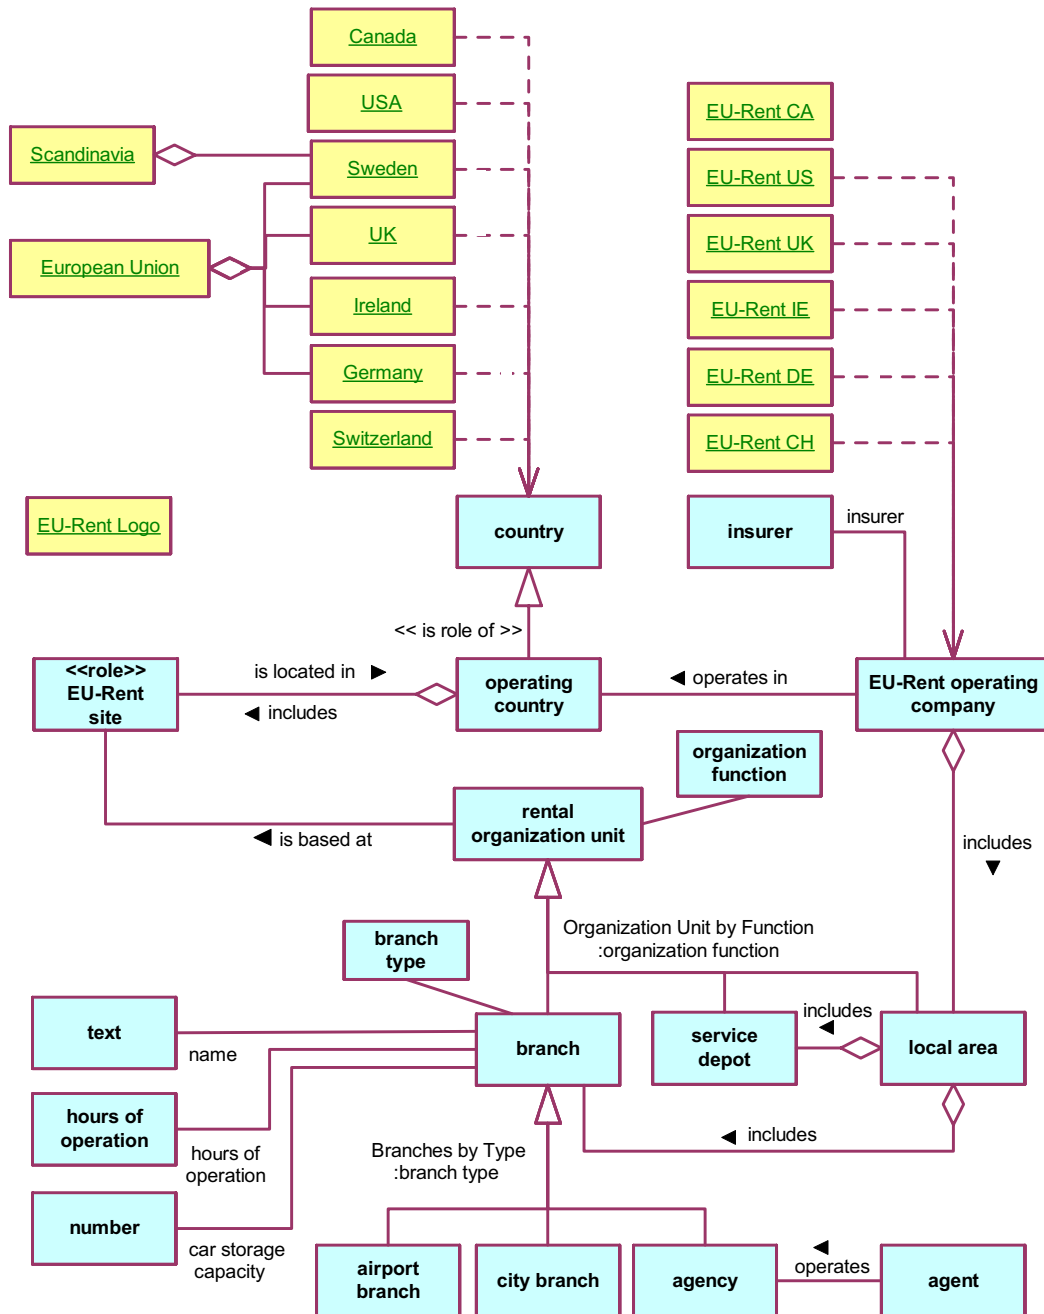 Canada
USA
EU-Rent CA
Scandinavia
Sweden
EU-Rent US
UK
EU-Rent UK
European Union
Ireland
EU-Rent IE
Germany
EU-Rent DE
Switzerland
EU-Rent CH
EU-Rent Logo
country
insurer
insurer
<< is role of >>
<<role>>
EU-Rent
site
is located in ►
◄ includes
operating
country
◄ operates in
EU-Rent operating
company
organization
function
rental
organization unit
◄ is based at
includes
▼
Organization Unit by Function
:organization function
branch
type
text
name
branch
service
depot
includes
◄
local area
hours of
operation
hours of
operation
◄ includes
Branches by Type
:branch type
number
car storage
capacity
airport
branch
city branch
agency
◄
operates
agent